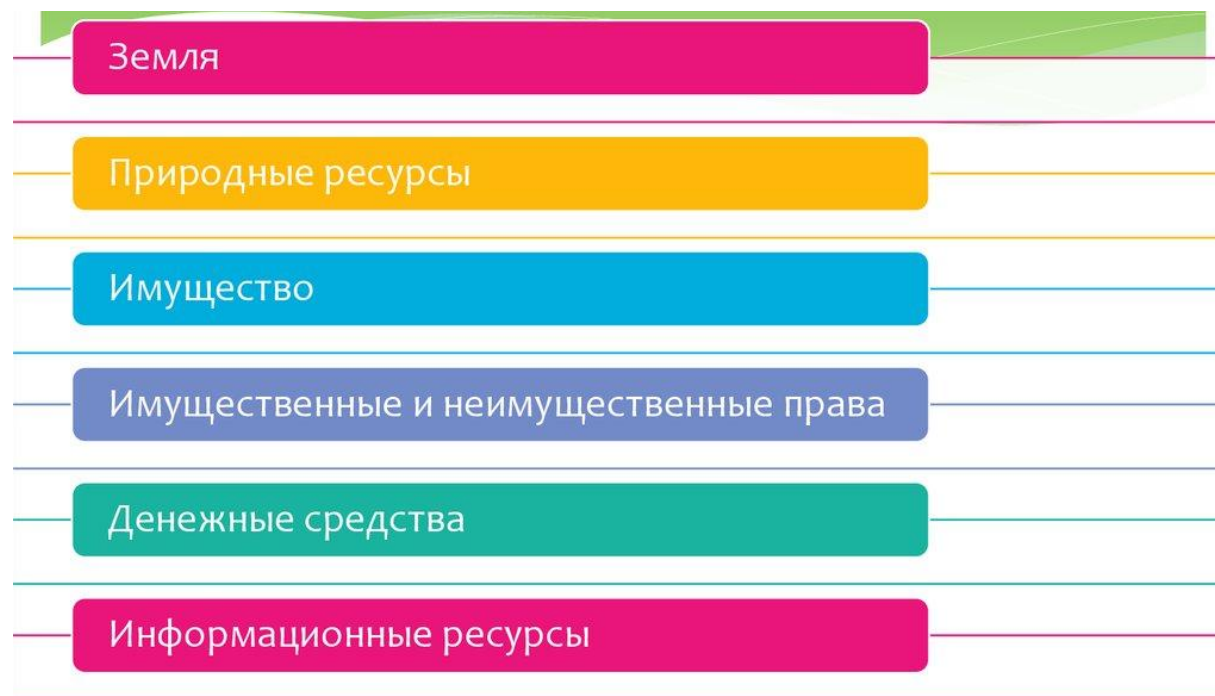 Земля
Природные ресурсы
Имущество
Имущественные и неимущественные права
Денежные средства
Информационные ресурсы